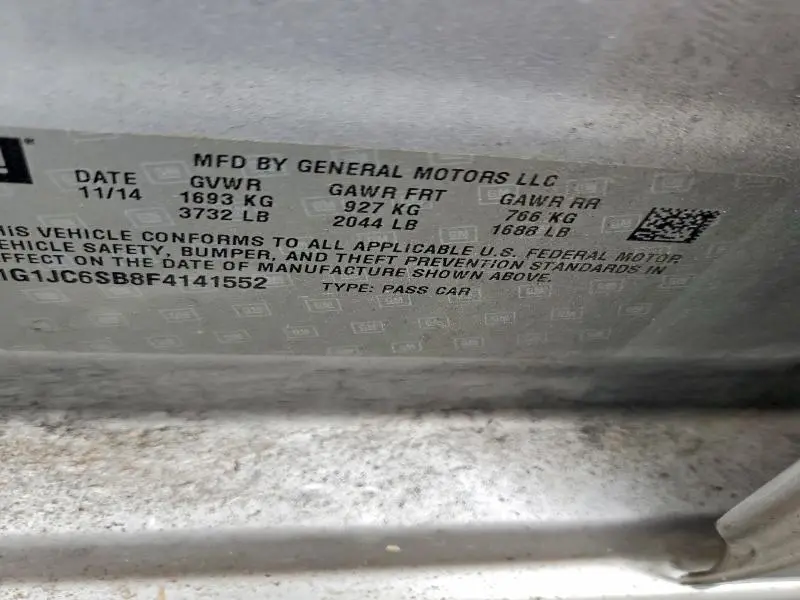 MFD BY GENERAL MOTORS LLC
DATE GVWR GAWR FRT GAWR RR
11/14 1693 KG 927 KG 766 KG
3732 LB 2044 LB 1688 LB
HIS VEHICLE CONFORMS TO ALL APPLICABLE U.S. FEDERAL MOTOR
VEHICLE SAFETY, BUMPER, AND THEFT PREVENTION STANDARDS IN
EFFECT ON THE DATE OF MANUFACTURE SHOWN ABOVE.
1G1JC6SB8F4141552 TYPE: PASS CAR